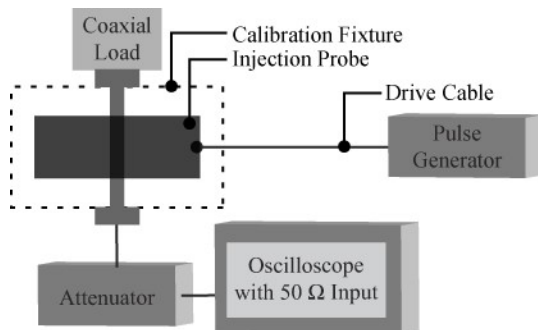 Coaxial
Load
Calibration Fixture
Injection Probe
Drive Cable
Pulse
Generator
Attenuator
Oscilloscope
with 50 Ω Input